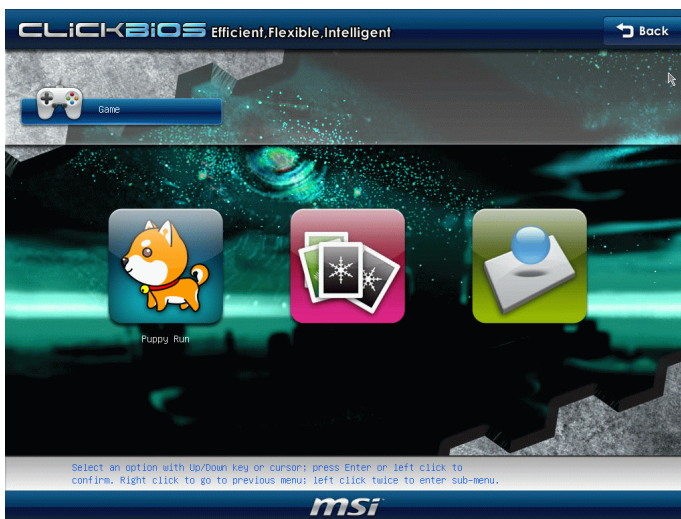 CLiCKBiOS Efficient,Flexible,Intelligent
Back
Game
Puppy Run
Select an option with Up/Down key or cursor; press Enter or left click to
confirm. Right click to go to previous menu; left click twice to enter sub-menu.
msi